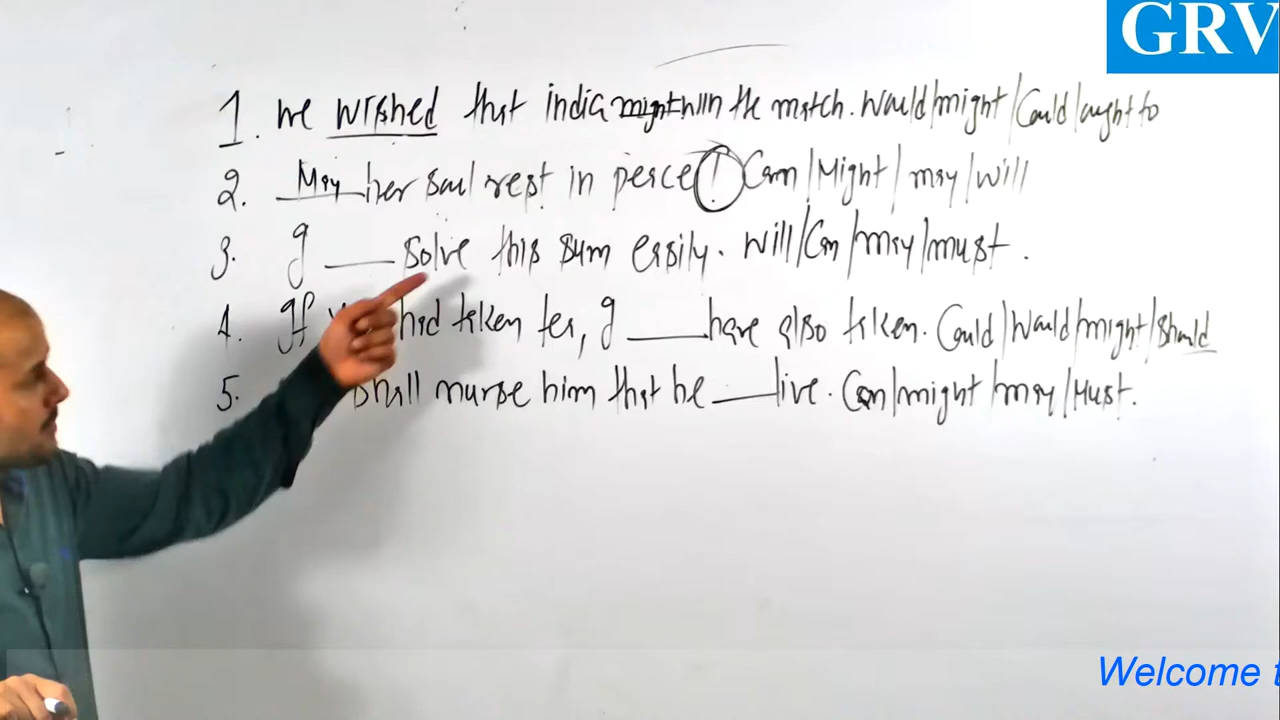 GRV
1. we wished that india might win the match. Would/might/Could/aught to
2. May her soul rest in peace! Can/Might/may/will
3. I ___ solve this sum easily. Will/Can/may/must.
4. If had taken tea, I ___ have also taken. Could/Would/might/should
5. shall nurse him that he ___ live. Can/might/may/Must.
Welcome t